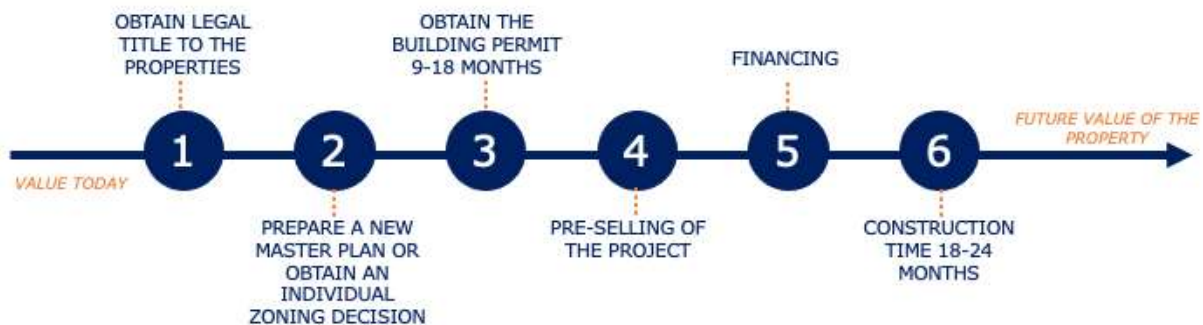 OBTAIN LEGAL
TITLE TO THE
PROPERTIES
OBTAIN THE
BUILDING PERMIT
9-18 MONTHS
FINANCING
FUTURE VALUE OF THE
PROPERTY
1
2
3
4
5
6
VALUE TODAY
PREPARE A NEW
MASTER PLAN OR
OBTAIN AN
INDIVIDUAL
ZONING DECISION
PRE-SELLING OF
THE PROJECT
CONSTRUCTION
TIME 18-24
MONTHS